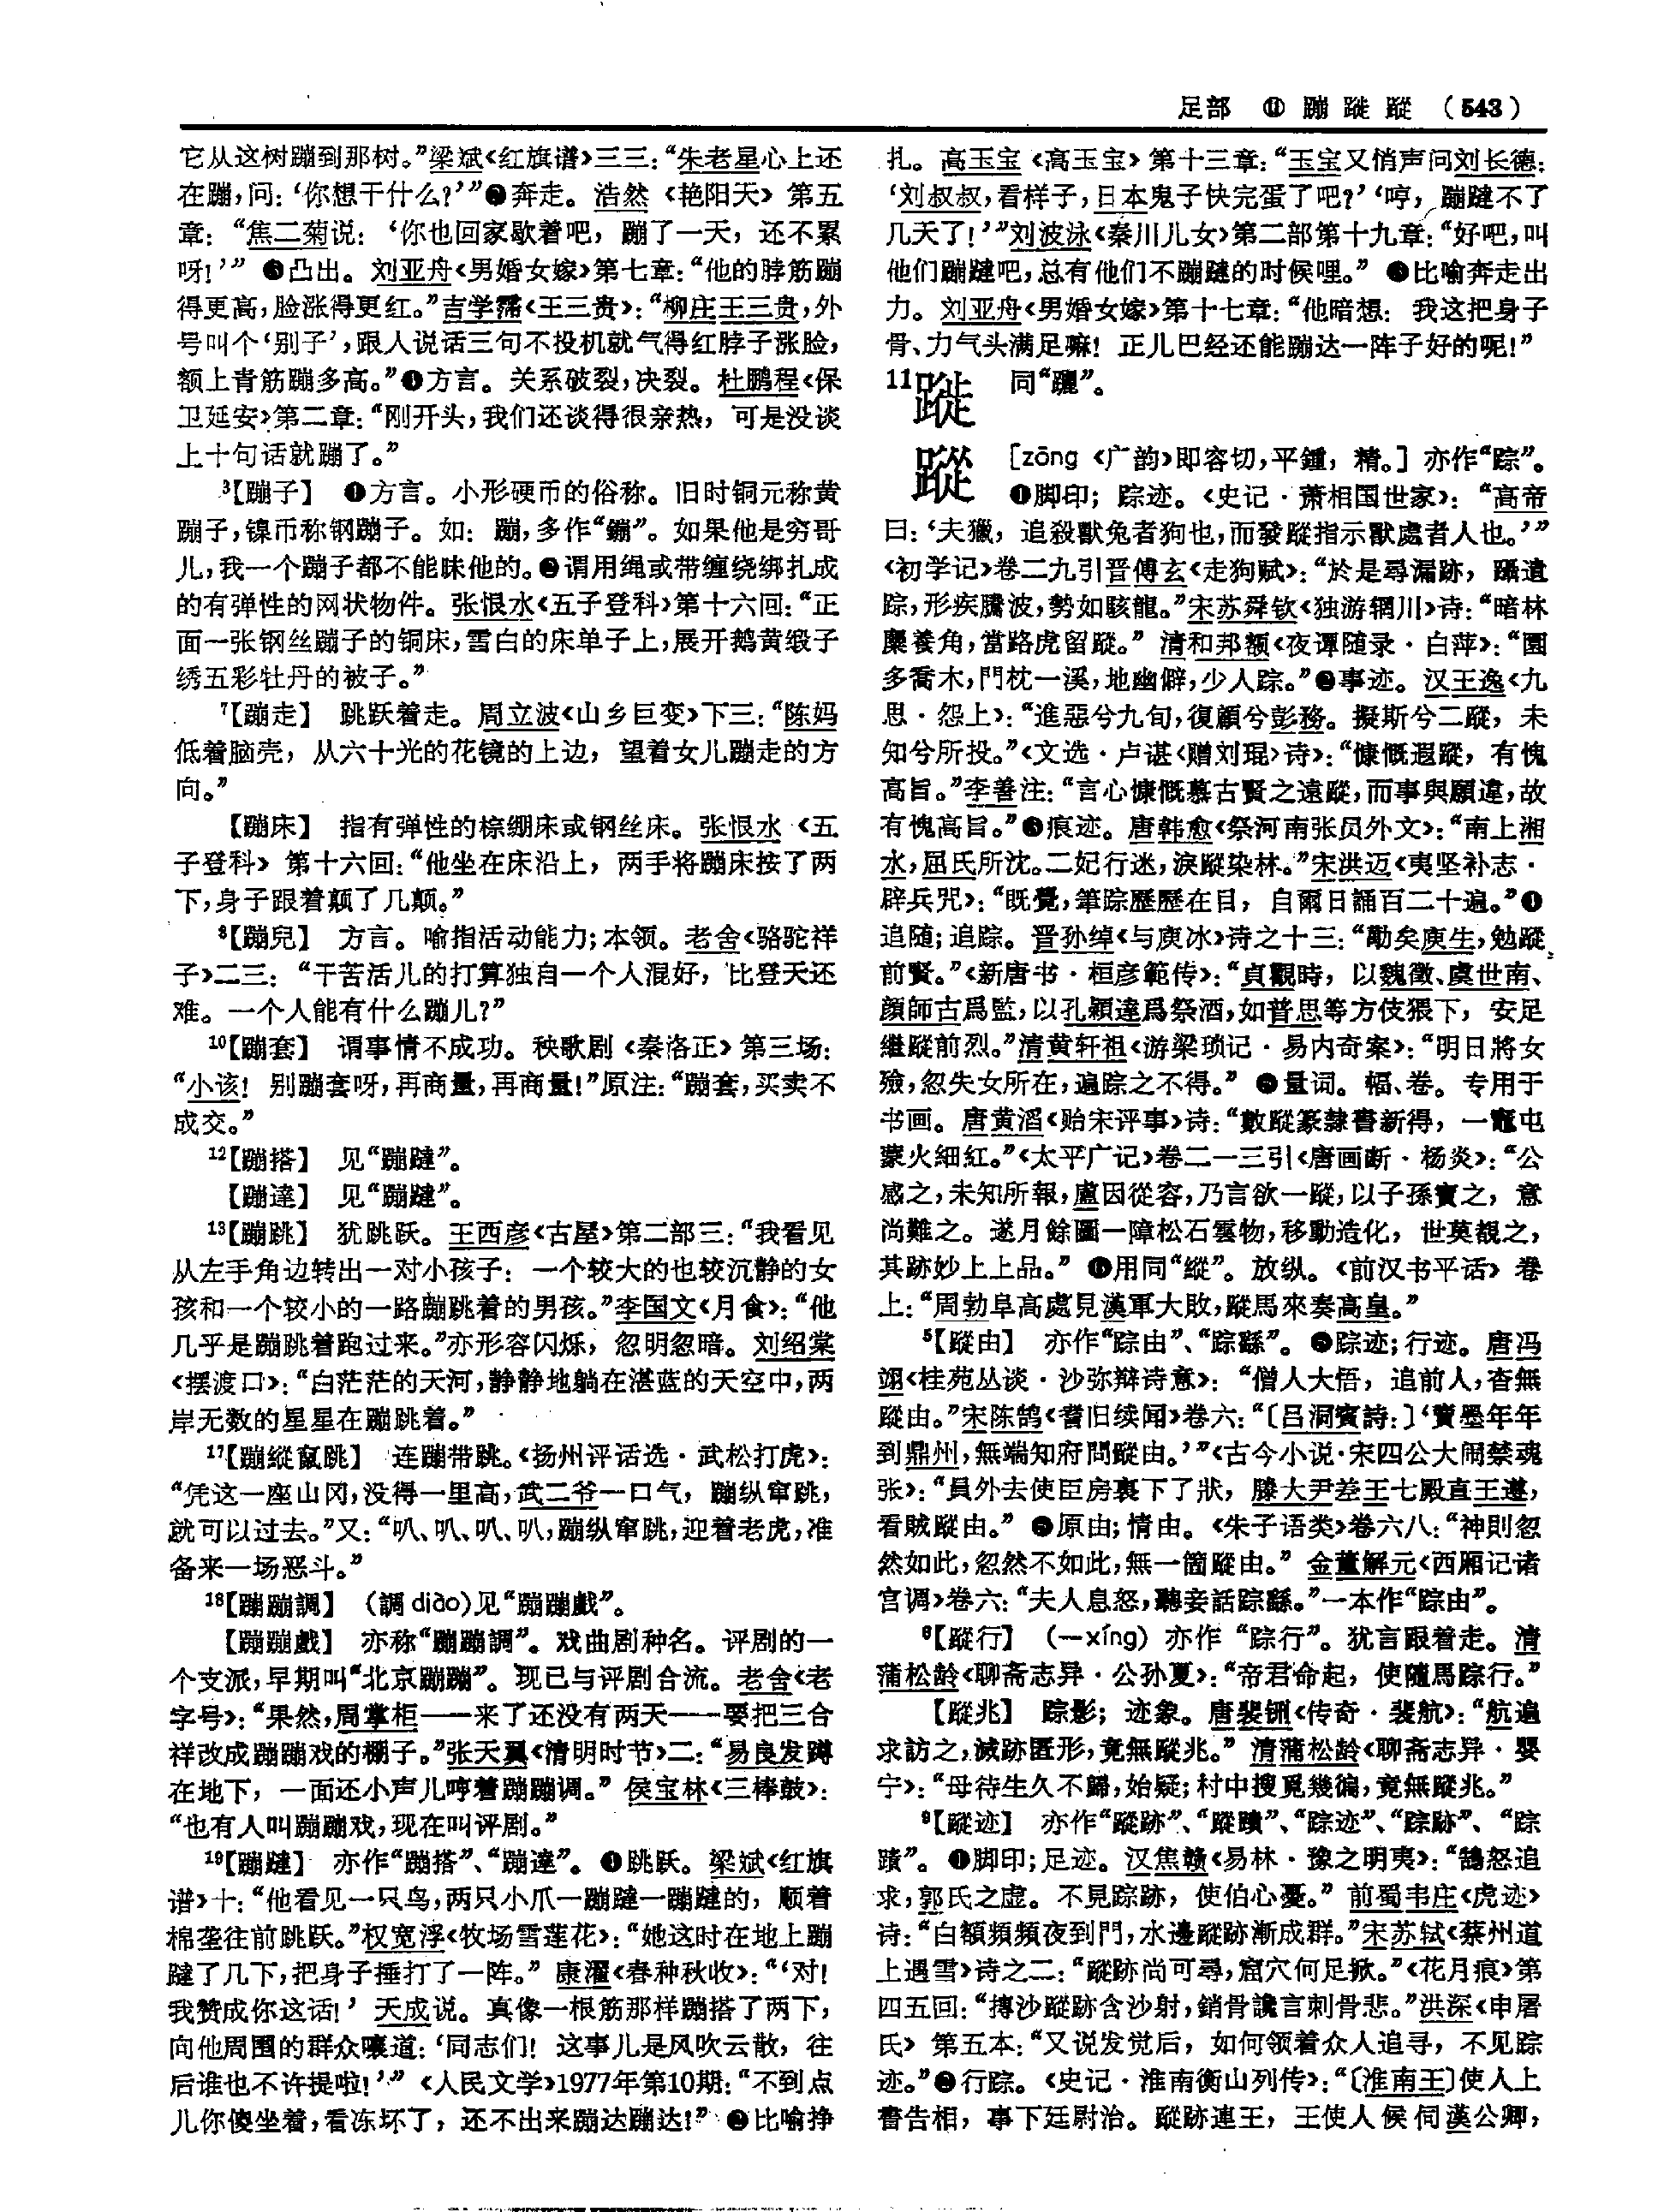 足部 ⑪ 蹦 𨄔 蹤 (543)
它从这树蹦到那树。”梁斌《红旗谱》三三：“朱老星心上还
在蹦，问：‘你想干什么？’”❷奔走。浩然《艳阳天》第五
章：“焦二菊说：‘你也回家歇着吧，蹦了一天，还不累
呀！’”❸凸出。刘亚舟《男婚女嫁》第七章：“他的脖筋蹦
得更高，脸涨得更红。”吉学霈《王三贵》：“柳庄王三贵，外
号叫个‘别子’，跟人说话三句不投机就气得红脖子涨脸，
额上青筋蹦多高。”❹方言。关系破裂，决裂。杜鹏程《保
卫延安》第二章：“刚开头，我们还谈得很亲热，可是没谈
上十句话就蹦了。”
3【蹦子】 ❶方言。小形硬币的俗称。旧时铜元称黄
蹦子，镍币称钢蹦子。如：蹦，多作“鏰”。如果他是穷哥
儿，我一个蹦子都不能昧他的。❷谓用绳或带缠绕绑扎成
的有弹性的网状物件。张恨水《五子登科》第十六回：“正
面一张钢丝蹦子的铜床，雪白的床单子上，展开鹅黄缎子
绣五彩牡丹的被子。”
7【蹦走】 跳跃着走。周立波《山乡巨变》下三：“陈妈
低着脑壳，从六十光的花镜的上边，望着女儿蹦走的方
向。”
【蹦床】 指有弹性的棕绷床或钢丝床。张恨水《五
子登科》第十六回：“他坐在床沿上，两手将蹦床按了两
下，身子跟着颠了几颠。”
8【蹦兒】 方言。喻指活动能力；本领。老舍《骆驼祥
子》二三：“干苦活儿的打算独自一个人混好，比登天还
难。一个人能有什么蹦儿？”
10【蹦套】 谓事情不成功。秧歌剧《秦洛正》第三场：
“小该！别蹦套呀，再商量，再商量！”原注：“蹦套，买卖不
成交。”
12【蹦搭】 见“蹦躂”。
【蹦達】 见“蹦躂”。
13【蹦跳】 犹跳跃。王西彦《古屋》第二部三：“我看见
从左手角边转出一对小孩子：一个较大的也较沉静的女
孩和一个较小的一路蹦跳着的男孩。”李国文《月食》：“他
几乎是蹦跳着跑过来。”亦形容闪烁，忽明忽暗。刘绍棠
《摆渡口》：“白茫茫的天河，静静地躺在湛蓝的天空中，两
岸无数的星星在蹦跳着。”
17【蹦縱竄跳】 连蹦带跳。《扬州评话选·武松打虎》：
“凭这一座山冈，没得一里高，武二爷一口气，蹦纵窜跳，
就可以过去。”又：“叭、叭、叭、叭，蹦纵窜跳，迎着老虎，准
备来一场恶斗。”
18【蹦蹦調】 （調 diào）见“蹦蹦戲”。
【蹦蹦戲】 亦称“蹦蹦調”。戏曲剧种名。评剧的一
个支派，早期叫“北京蹦蹦”。现已与评剧合流。老舍《老
字号》：“果然，周掌柜——来了还没有两天——要把三合
祥改成蹦蹦戏的棚子。”张天翼《清明时节》二：“易良发蹲
在地下，一面还小声儿哼着蹦蹦调。”侯宝林《三棒鼓》：
“也有人叫蹦蹦戏，现在叫评剧。”
19【蹦躂】 亦作“蹦搭”、“蹦達”。❶跳跃。梁斌《红旗
谱》十：“他看见一只鸟，两只小爪一蹦躂一蹦躂的，顺着
棉垄往前跳跃。”权宽浮《牧场雪莲花》：“她这时在地上蹦
躂了几下，把身子捶打了一阵。”康濯《春种秋收》：“‘对！
我赞成你这话！’天成说。真像一根筋那样蹦搭了两下，
向他周围的群众嚷道：‘同志们！这事儿是风吹云散，往
后谁也不许提啦！’”《人民文学》1977年第10期：“不到点
儿你傻坐着，看冻坏了，还不出来蹦达蹦达！”❷比喻挣
扎。高玉宝《高玉宝》第十三章：“玉宝又悄声问刘长德：
‘刘叔叔，看样子，日本鬼子快完蛋了吧？’‘哼，蹦躂不了
几天了！’”刘波泳《秦川儿女》第二部第十九章：“好吧，叫
他们蹦躂吧，总有他们不蹦躂的时候哩。”❸比喻奔走出
力。刘亚舟《男婚女嫁》第十七章：“他暗想：我这把身子
骨、力气头满足嘛！正儿巴经还能蹦达一阵子好的呢！”
11 同“躧”。
蹤 [zōng《广韵》即容切，平鍾，精。]亦作“踪”。
❶脚印；踪迹。《史记·萧相国世家》：“高帝
曰：‘夫獵，追殺獸兔者狗也，而發蹤指示獸處者人也。’”
《初学记》卷二九引晋傅玄《走狗赋》：“於是尋漏跡，躡遺
踪，形疾騰波，勢如駭龍。”宋苏舜钦《独游辋川》诗：“暗林
麋養角，當路虎留蹤。”清和邦额《夜谭随录·白萍》：“園
多喬木，門枕一溪，地幽僻，少人踪。”❷事迹。汉王逸《九
思·怨上》：“進惡兮九旬，復顧兮彭務。擬斯兮二蹤，未
知兮所投。”《文选·卢谌〈赠刘琨〉诗》：“慷慨遐蹤，有愧
高旨。”李善注：“言心慷慨慕古賢之遠蹤，而事與願違，故
有愧高旨。”❸痕迹。唐韩愈《祭河南张员外文》：“南上湘
水，屈氏所沈。二妃行迷，淚蹤染林。”宋洪迈《夷坚补志·
辟兵咒》：“既覺，筆踪歷歷在目，自爾日誦百二十遍。”❹
追随；追踪。晋孙绰《与庾冰》诗之十三：“勖矣庾生，勉蹤
前賢。”《新唐书·桓彦範传》：“貞觀時，以魏徵、虞世南、
顏師古爲監，以孔穎達爲祭酒，如普思等方伎猥下，安足
繼蹤前烈。”清黄轩祖《游梁琐记·易内奇案》：“明日將女
殮，忽失女所在，遍踪之不得。”❺量词。幅、卷。专用于
书画。唐黄滔《贻宋评事》诗：“數蹤篆隸書新得，一竈屯
蒙火細紅。”《太平广记》卷二一三引《唐画断·杨炎》：“公
感之，未知所報，盧因從容，乃言欲一蹤，以子孫寶之，意
尚難之。遂月餘圖一障松石雲物，移動造化，世莫覩之，
其跡妙上上品。”❻用同“縱”。放纵。《前汉书平话》卷
上：“周勃阜高處見漢軍大敗，蹤馬來奏高皇。”
5【蹤由】 亦作“踪由”、“踪繇”。❶踪迹；行迹。唐冯
翊《桂苑丛谈·沙弥辩诗意》：“僧人大悟，追前人，杳無
蹤由。”宋陈鹄《耆旧续闻》卷六：“〔吕洞賓詩：〕‘賣墨年年
到鼎州，無端知府問蹤由。’”《古今小说·宋四公大闹禁魂
张》：“員外去使臣房裏下了狀，滕大尹差王七殿直王遵，
看賊蹤由。”❷原由；情由。《朱子语类》卷六八：“神則忽
然如此，忽然不如此，無一箇蹤由。”金董解元《西厢记诸
宫调》卷六：“夫人息怒，聽妾話踪繇。”一本作“踪由”。
6【蹤行】 （—xíng）亦作“踪行”。犹言跟着走。清
蒲松龄《聊斋志异·公孙夏》：“帝君命起，使隨馬踪行。”
【蹤兆】 踪影；迹象。唐裴铏《传奇·裴航》：“航遍
求訪之，滅跡匿形，竟無蹤兆。”清蒲松龄《聊斋志异·婴
宁》：“母待生久不歸，始疑；村中搜覓幾徧，竟無蹤兆。”
9【蹤迹】 亦作“蹤跡”、“蹤蹟”、“踪迹”、“踪跡”、“踪
蹟”。❶脚印；足迹。汉焦赣《易林·豫之明夷》：“鵠怒追
求，郭氏之虚。不見踪跡，使伯心憂。”前蜀韦庄《虎迹》
诗：“白額頻頻夜到門，水邊蹤跡漸成群。”宋苏轼《蔡州道
上遇雪》诗之二：“蹤跡尚可尋，窟穴何足掀。”《花月痕》第
四五回：“摶沙蹤跡含沙射，銷骨讒言刺骨悲。”洪深《申屠
氏》第五本：“又说发觉后，如何领着众人追寻，不见踪
迹。”❷行踪。《史记·淮南衡山列传》：“〔淮南王〕使人上
書告相，事下廷尉治。蹤跡連王，王使人候伺漢公卿，